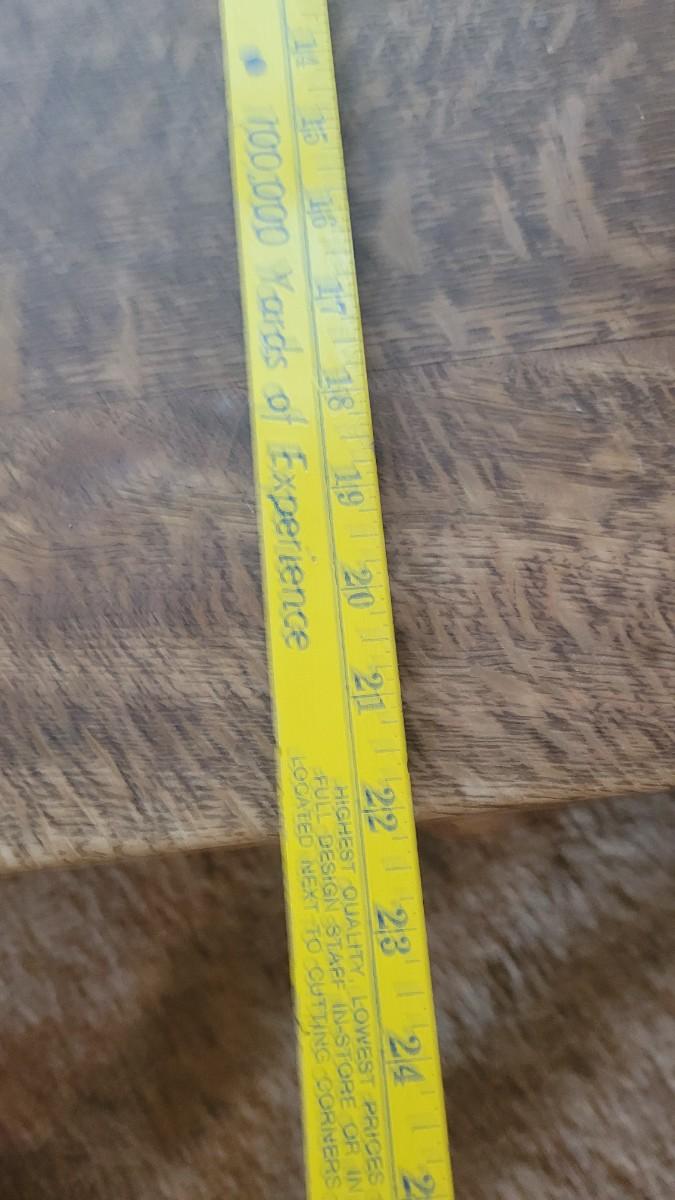 14 15 16 17 18 19 20 21 22 23 24
100,000 Yards of Experience
HIGHEST QUALITY, LOWEST PRICES
FULL DESIGN STAFF IN-STORE OR IN
LOCATED NEXT TO CUTTING CORNERS